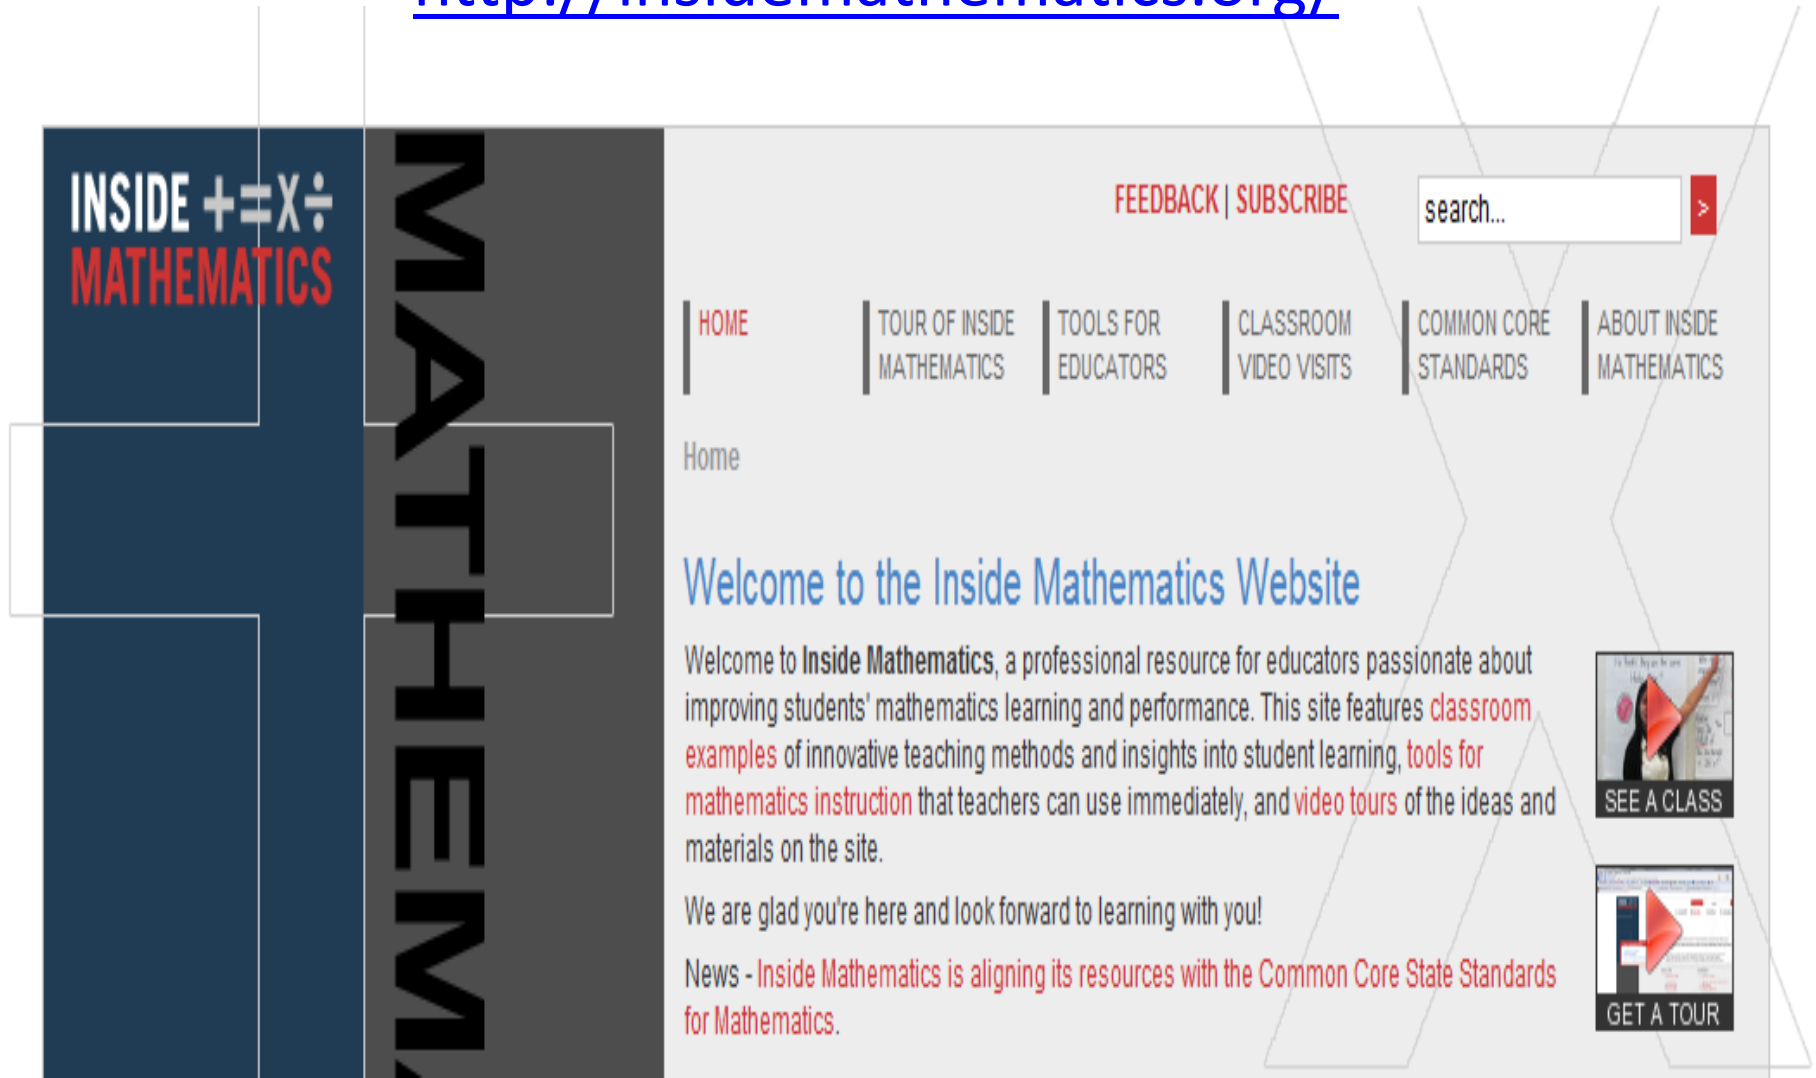 http://insidemathematics.org/
INSIDE +=X÷
MATHEMATICS
MATHEMA
FEEDBACK | SUBSCRIBE
search...
>
HOME
TOUR OF INSIDE
MATHEMATICS
TOOLS FOR
EDUCATORS
CLASSROOM
VIDEO VISITS
COMMON CORE
STANDARDS
ABOUT INSIDE
MATHEMATICS
Home
Welcome to the Inside Mathematics Website
Welcome to Inside Mathematics, a professional resource for educators passionate about
improving students' mathematics learning and performance. This site features classroom
examples of innovative teaching methods and insights into student learning, tools for
mathematics instruction that teachers can use immediately, and video tours of the ideas and
materials on the site.
We are glad you're here and look forward to learning with you!
News - Inside Mathematics is aligning its resources with the Common Core State Standards
for Mathematics.
SEE A CLASS
GET A TOUR